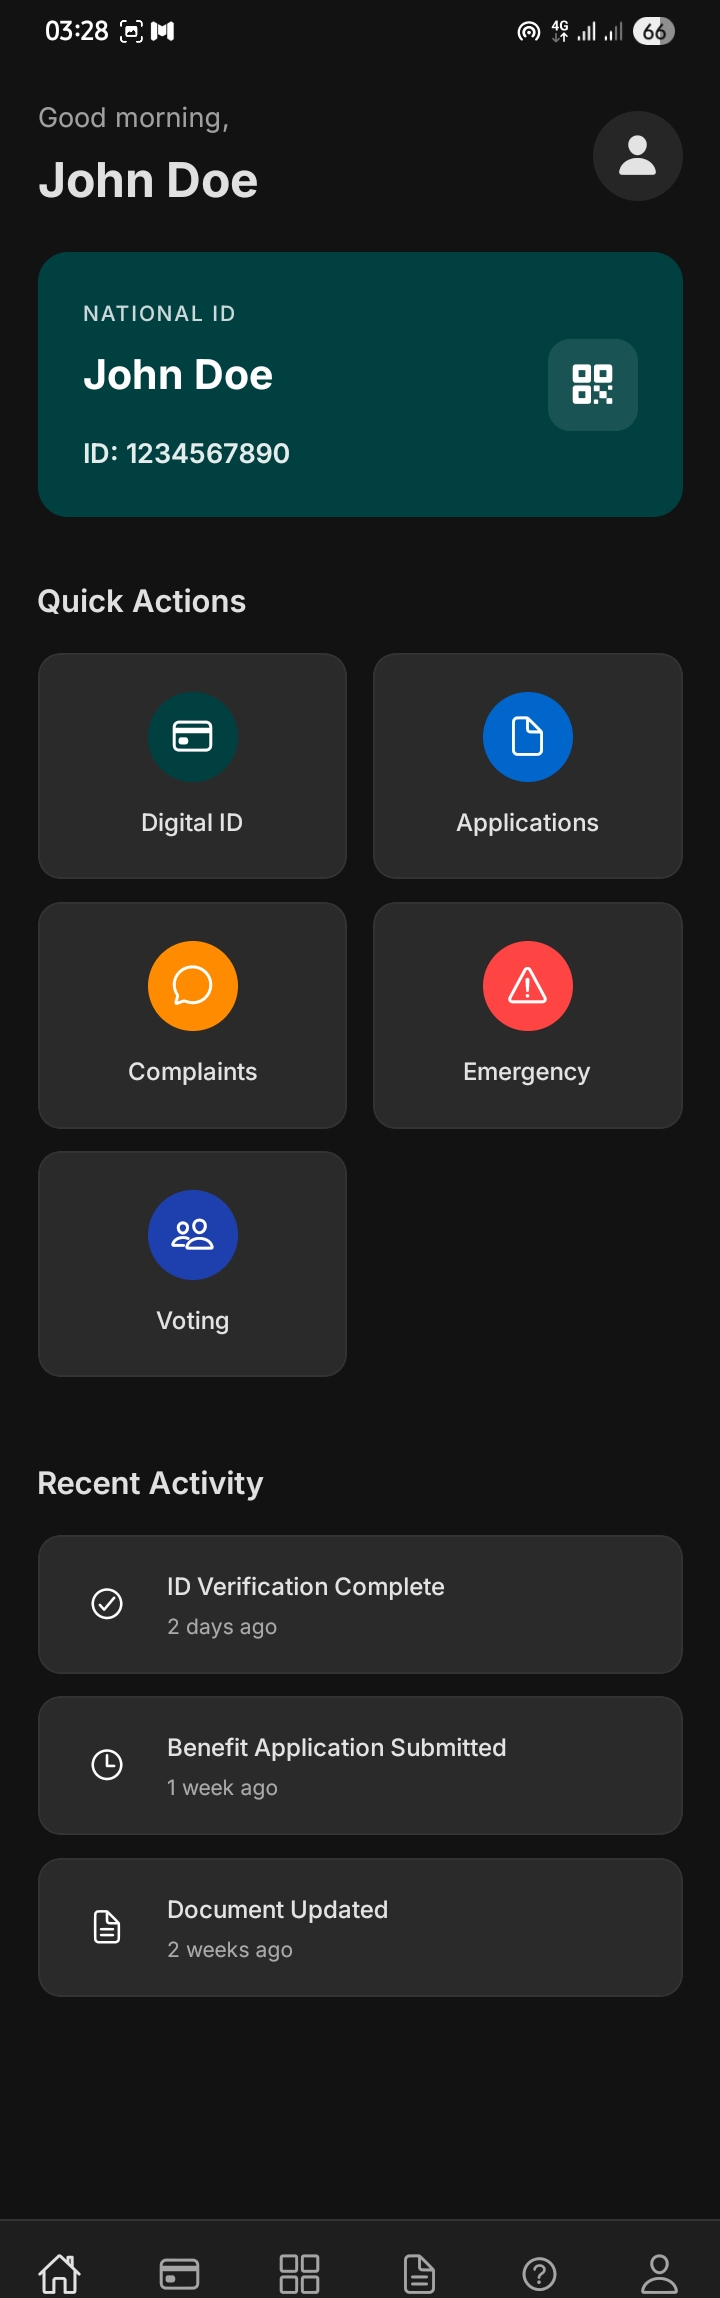 03:28
4G
66
Good morning,
John Doe
NATIONAL ID
John Doe
ID: 1234567890
Quick Actions
Digital ID
Applications
Complaints
Emergency
Voting
Recent Activity
ID Verification Complete
2 days ago
Benefit Application Submitted
1 week ago
Document Updated
2 weeks ago